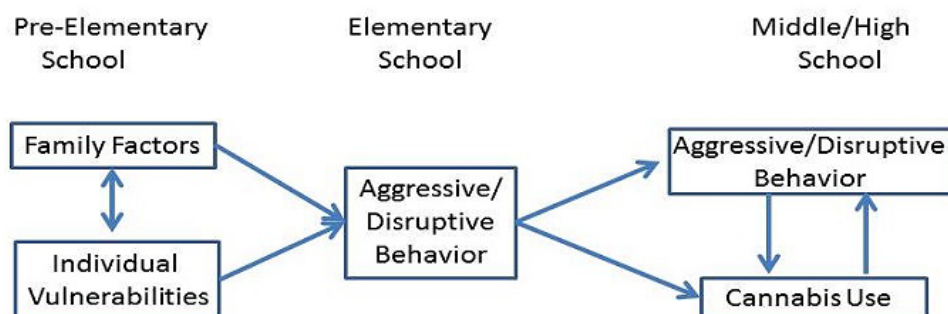 Pre-Elementary
School
Elementary
School
Middle/High
School
Family Factors
Individual
Vulnerabilities
Aggressive/
Disruptive
Behavior
Aggressive/Disruptive
Behavior
Cannabis Use